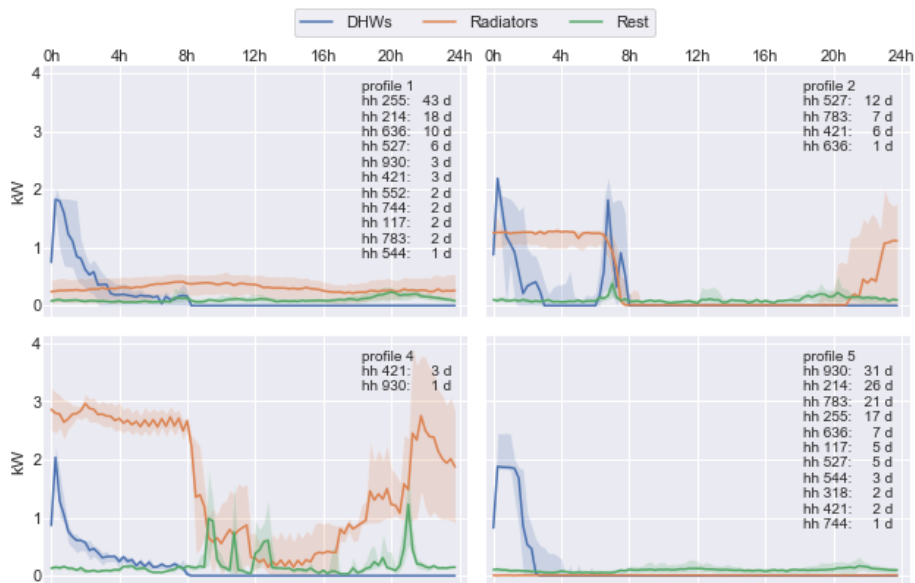 DHWs Radiators Rest
0h 4h 8h 12h 16h 20h 24h
0h 4h 8h 12h 16h 20h 24h
4
3
2
1
0
kW
profile 1
hh 255: 43 d
hh 214: 18 d
hh 636: 10 d
hh 527: 6 d
hh 930: 3 d
hh 421: 3 d
hh 552: 2 d
hh 744: 2 d
hh 117: 2 d
hh 783: 2 d
hh 544: 1 d
profile 2
hh 527: 12 d
hh 783: 7 d
hh 421: 6 d
hh 636: 1 d
4
3
2
1
0
kW
profile 4
hh 421: 3 d
hh 930: 1 d
profile 5
hh 930: 31 d
hh 214: 26 d
hh 783: 21 d
hh 255: 17 d
hh 636: 7 d
hh 117: 5 d
hh 527: 5 d
hh 544: 3 d
hh 318: 2 d
hh 421: 2 d
hh 744: 1 d